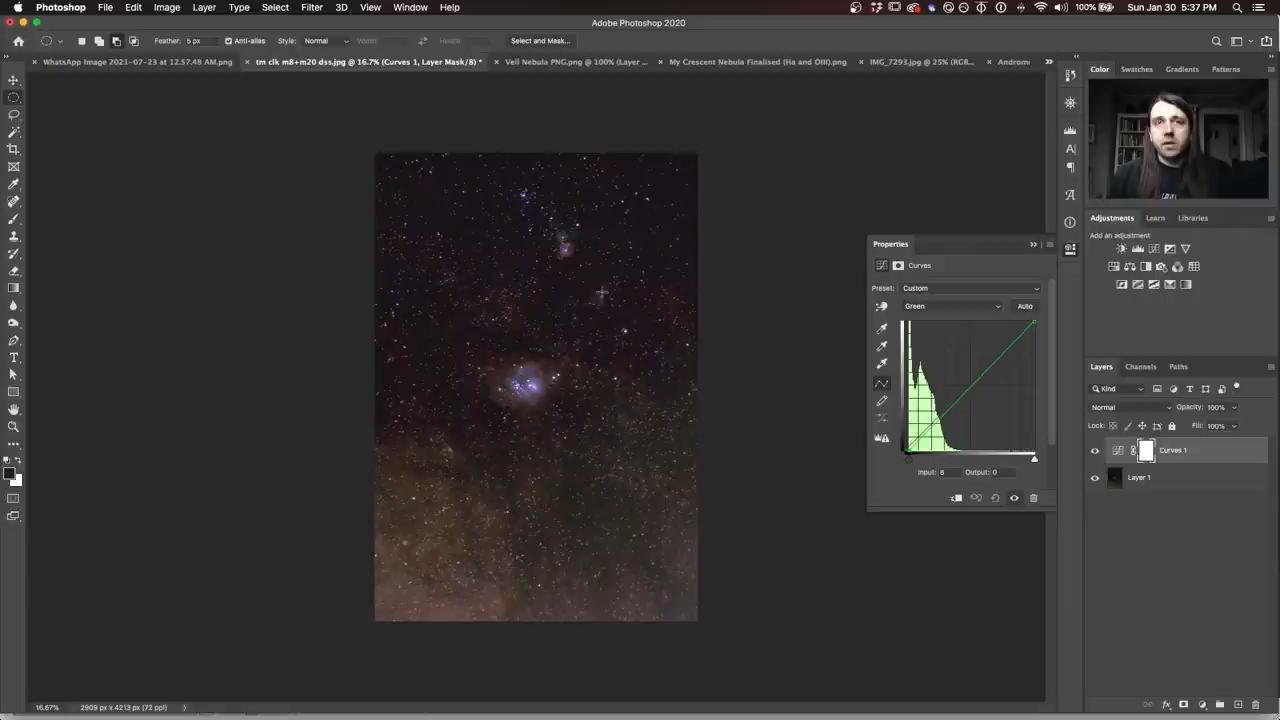 Photoshop File Edit Image Layer Type Select Filter 3D View Window Help 100% Sun Jan 30 5:37 PM
Adobe Photoshop 2020
Feather: 5 px Anti-alias Style: Normal Width: Height: Select and Mask...
WhatsApp Image 2021-07-23 at 12.57.48 AM.png tm clk m8+m20 dss.jpg @ 16.7% (Curves 1, Layer Mask/8) * Veil Nebula PNG.png @ 100% (Layer ... My Crescent Nebula Finalised (Ha and OIII).png IMG_7293.jpg @ 25% (RGB... Androme
Color Swatches Gradients Patterns
Adjustments Learn Libraries
Add an adjustment
Properties
Curves
Preset: Custom
Green Auto
Input: 8 Output: 0
Layers Channels Paths
Kind
Normal Opacity: 100%
Lock: Fill: 100%
Curves 1
Layer 1
16.67% 2909 px x 4213 px (72 ppi)